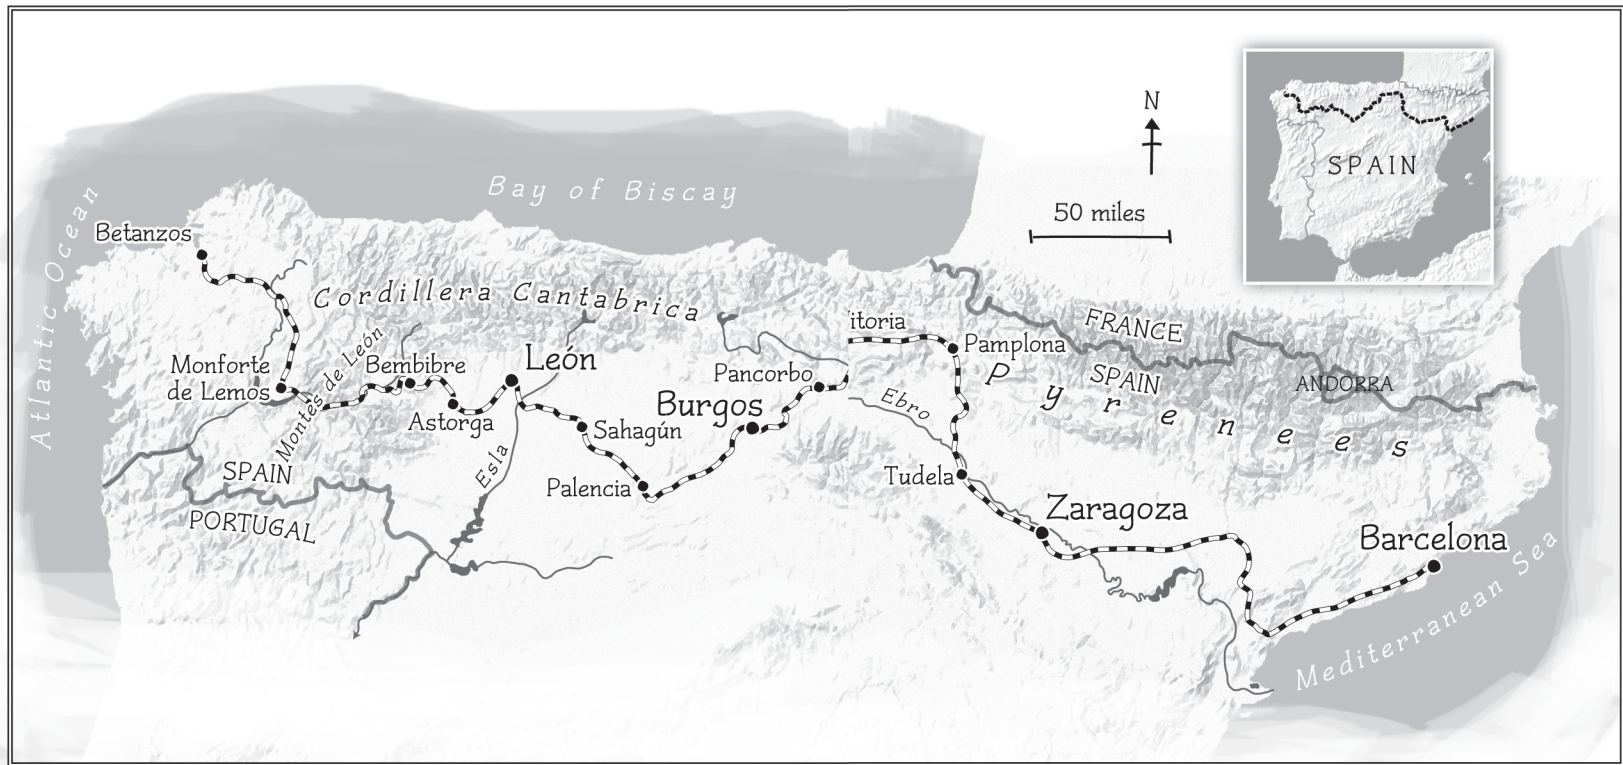 N
50 miles
SPAIN
Bay of Biscay
Atlantic Ocean
Betanzos
Cordillera Cantabrica
Monforte
de Lemos
Montes de León
Bembibre
León
Astorga
Sahagún
Esla
Palencia
Burgos
Pancorbo
itoria
Pamplona
FRANCE
SPAIN
ANDORRA
Pyrenees
Ebro
Tudela
Zaragoza
Barcelona
Mediterranean Sea
SPAIN
PORTUGAL